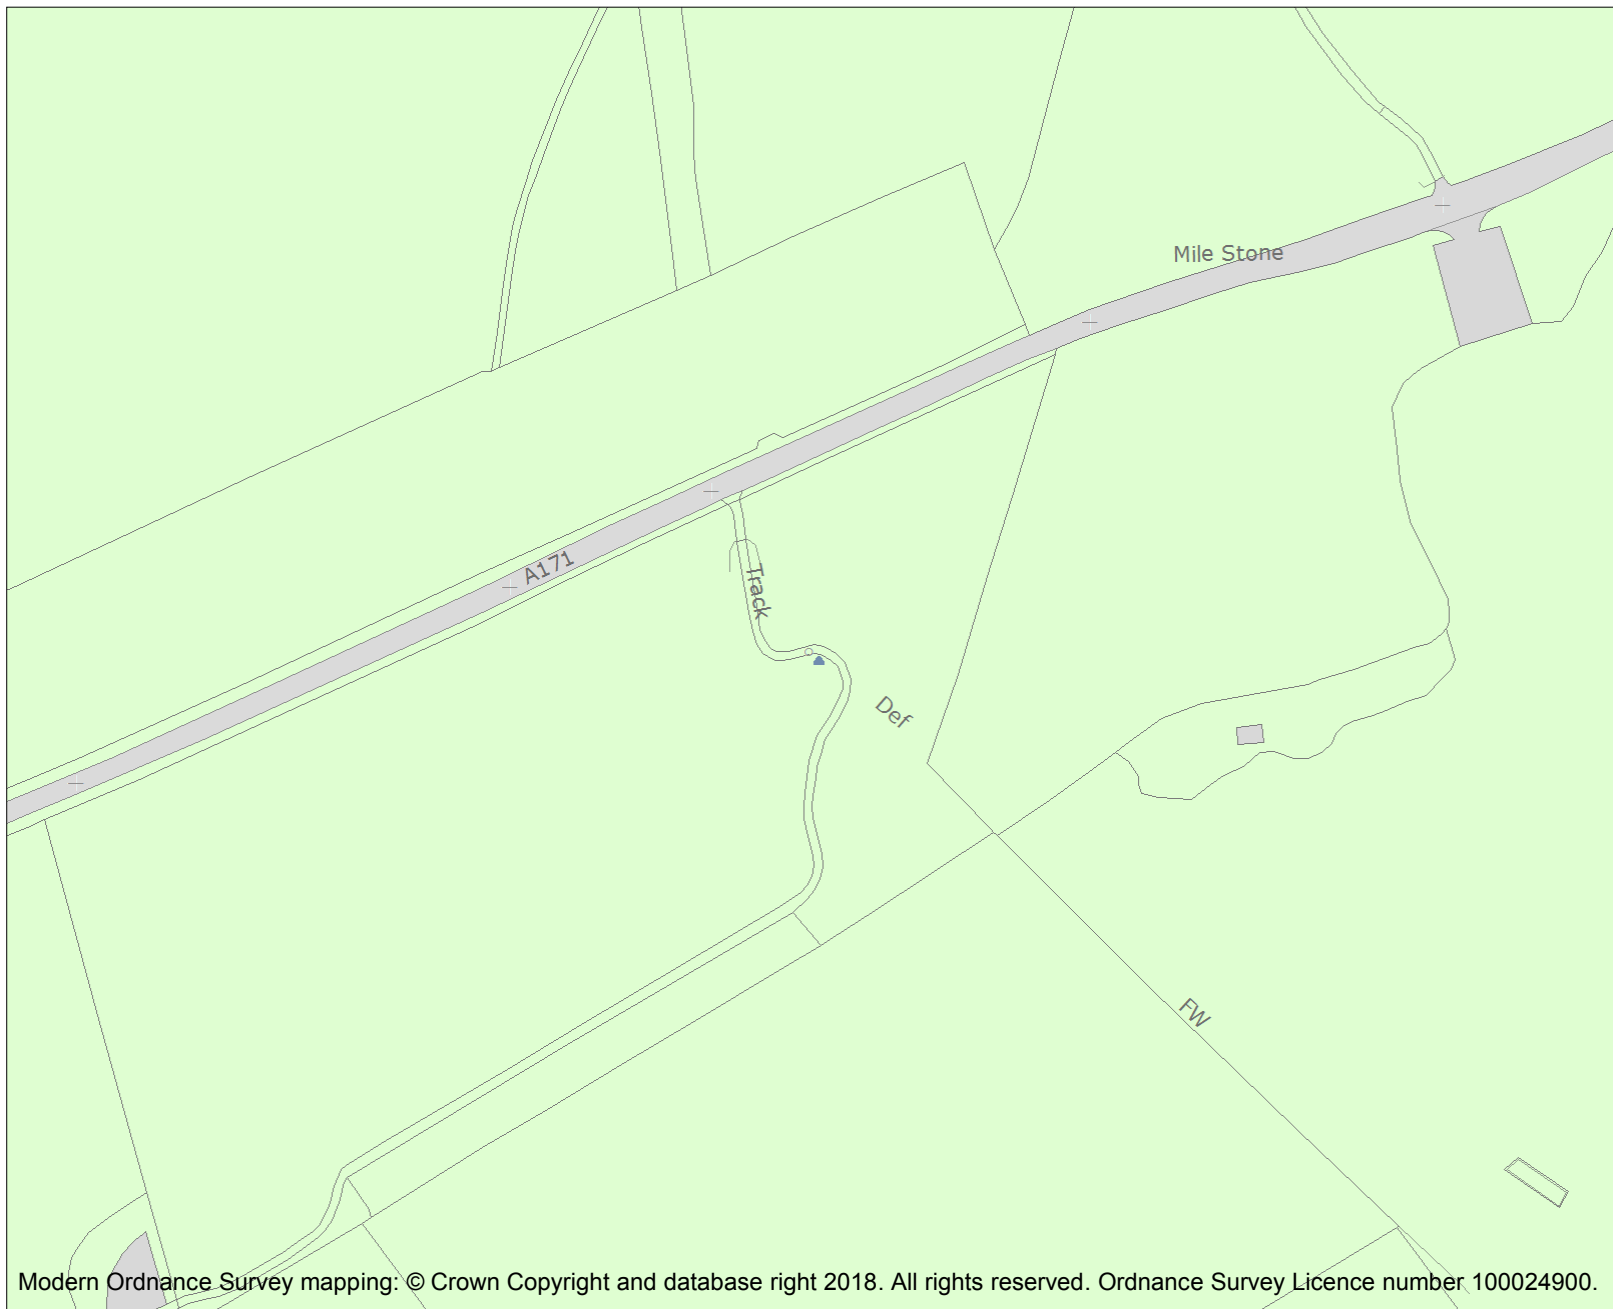 Mile Stone
A171
Track
Def
FW
Modern Ordnance Survey mapping: © Crown Copyright and database right 2018. All rights reserved. Ordnance Survey Licence number 100024900.